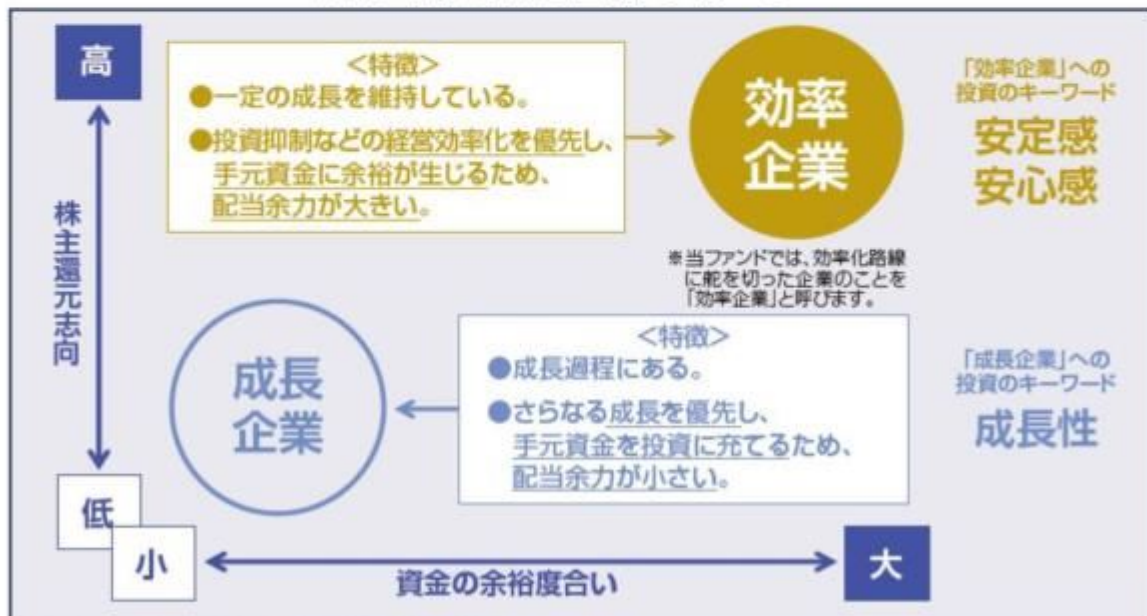 高
<特徴>
●一定の成長を維持している。
●投資抑制などの経営効率化を優先し、
手元資金に余裕が生じるため、
配当余力が大きい。
効率
企業
「効率企業」への
投資のキーワード
安定感
安心感
※当ファンドでは、効率化路線
に舵を切った企業のことを
「効率企業」と呼びます。
株主還元志向
成長
企業
<特徴>
●成長過程にある。
●さらなる成長を優先し、
手元資金を投資に充てるため、
配当余力が小さい。
「成長企業」への
投資のキーワード
成長性
低
小
資金の余裕度合い
大